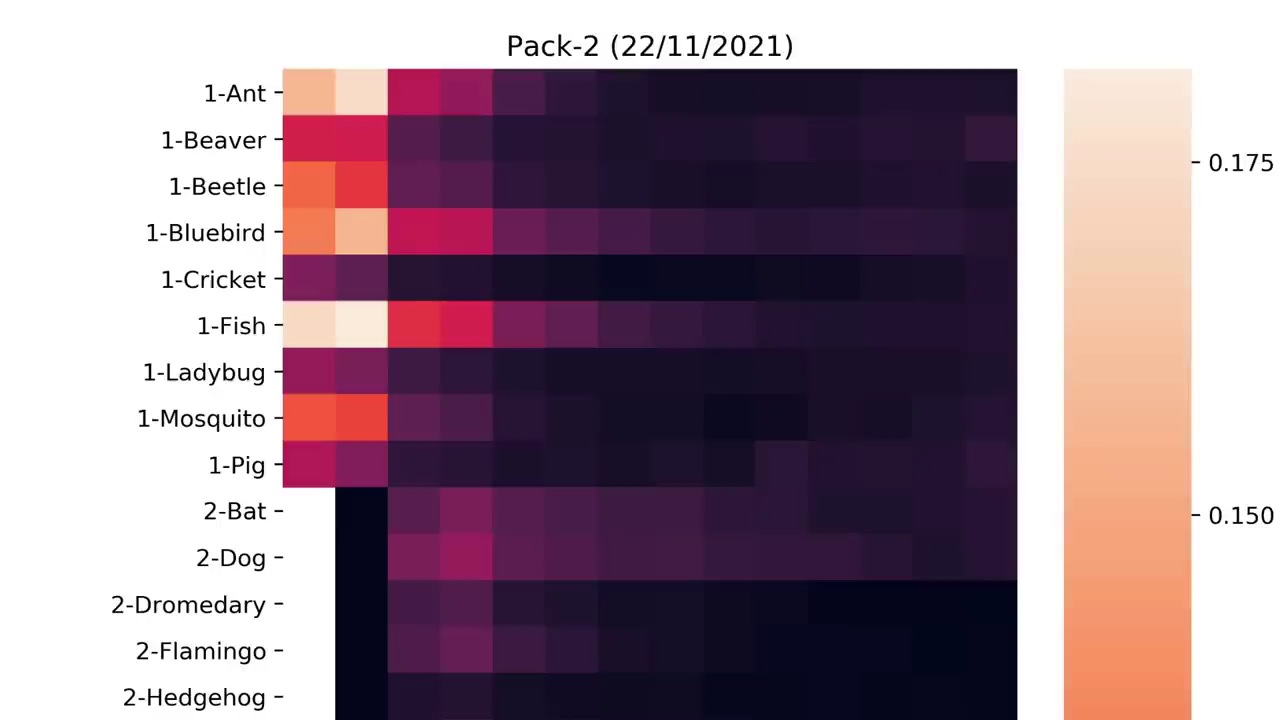 Pack-2 (22/11/2021)
1-Ant
1-Beaver
1-Beetle
1-Bluebird
1-Cricket
1-Fish
1-Ladybug
1-Mosquito
1-Pig
2-Bat
2-Dog
2-Dromedary
2-Flamingo
2-Hedgehog
0.175
0.150